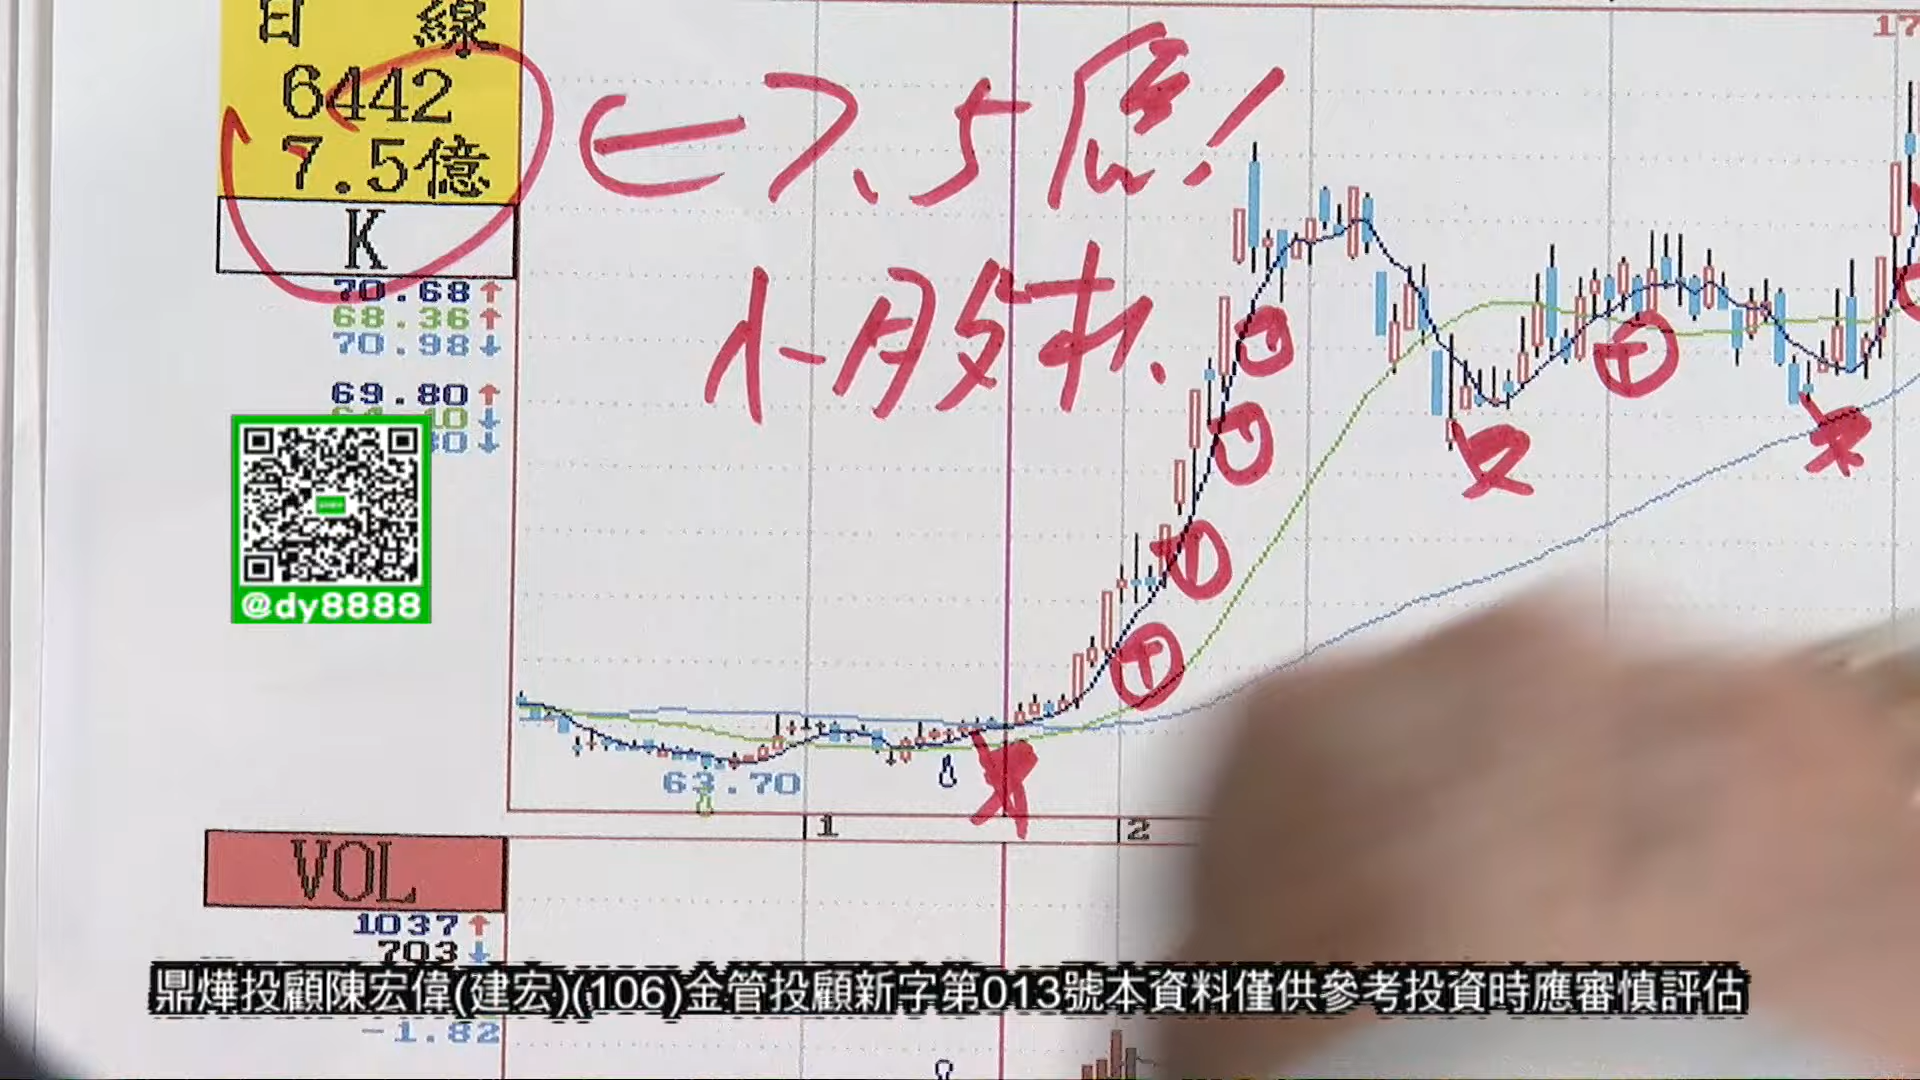 日 線
6442
7.5億
K
70.68↑
68.36↑
70.98↓
69.80↑
↓
↓
@dy8888
←7.5億!
小股本.
17
63.70
1
2
VOL
1037↑
703↓
鼎燁投顧陳宏偉(建宏)(106)金管投顧新字第013號本資料僅供參考投資時應審慎評估
-1.82